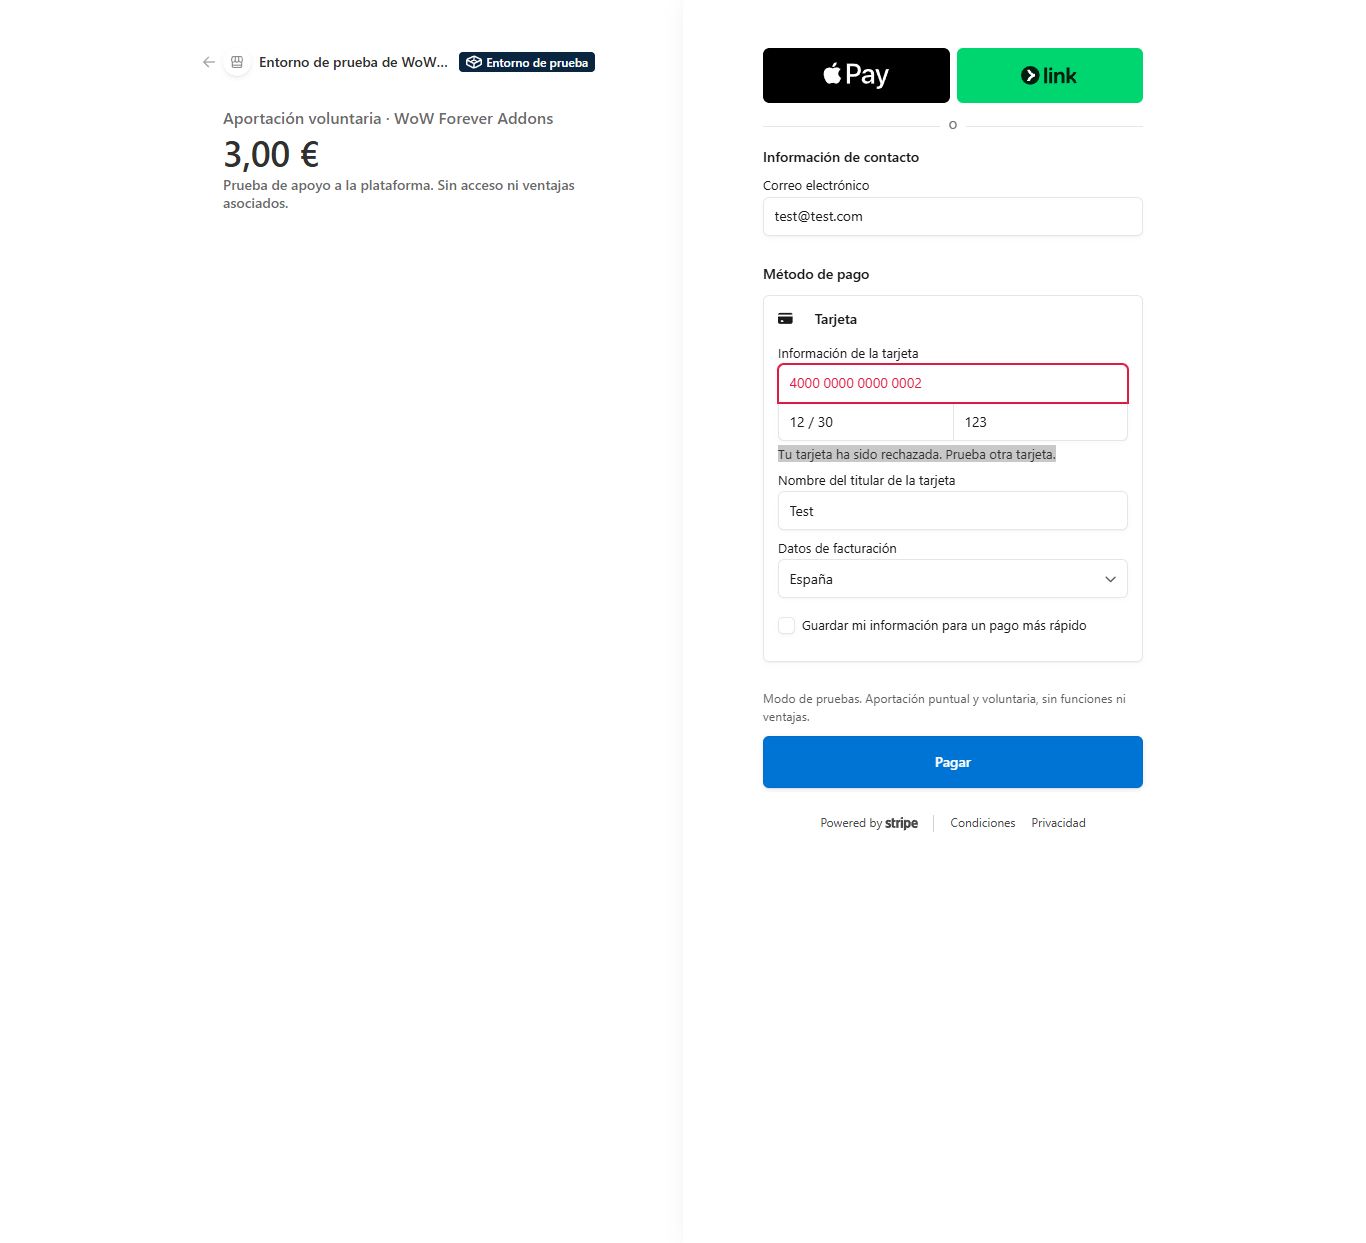 Entorno de prueba de WoW...
Entorno de prueba
Aportación voluntaria · WoW Forever Addons
3,00 €
Prueba de apoyo a la plataforma. Sin acceso ni ventajas
asociados.
Pay
link
o
Información de contacto
Correo electrónico
test@test.com
Método de pago
Tarjeta
Información de la tarjeta
4000 0000 0000 0002
12 / 30
123
Tu tarjeta ha sido rechazada. Prueba otra tarjeta.
Nombre del titular de la tarjeta
Test
Datos de facturación
España
Guardar mi información para un pago más rápido
Modo de pruebas. Aportación puntual y voluntaria, sin funciones ni
ventajas.
Pagar
Powered by stripe
Condiciones
Privacidad